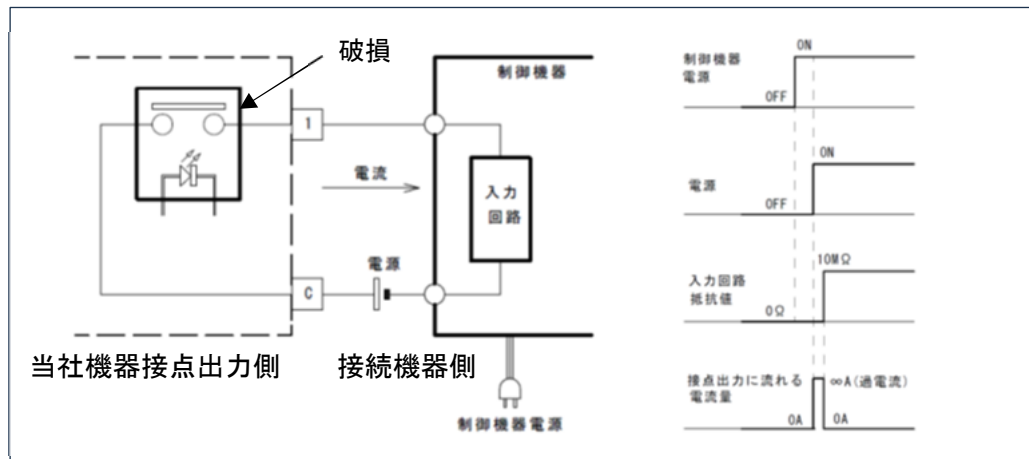 破損
制御機器
1
電流
入力
回路
電源
C
当社機器接点出力側
接続機器側
制御機器電源
制御機器
電源
ON
OFF
電源
ON
OFF
入力回路
抵抗値
10MΩ
0Ω
接点出力に流れる
電流量
∞A(過電流)
0A
0A